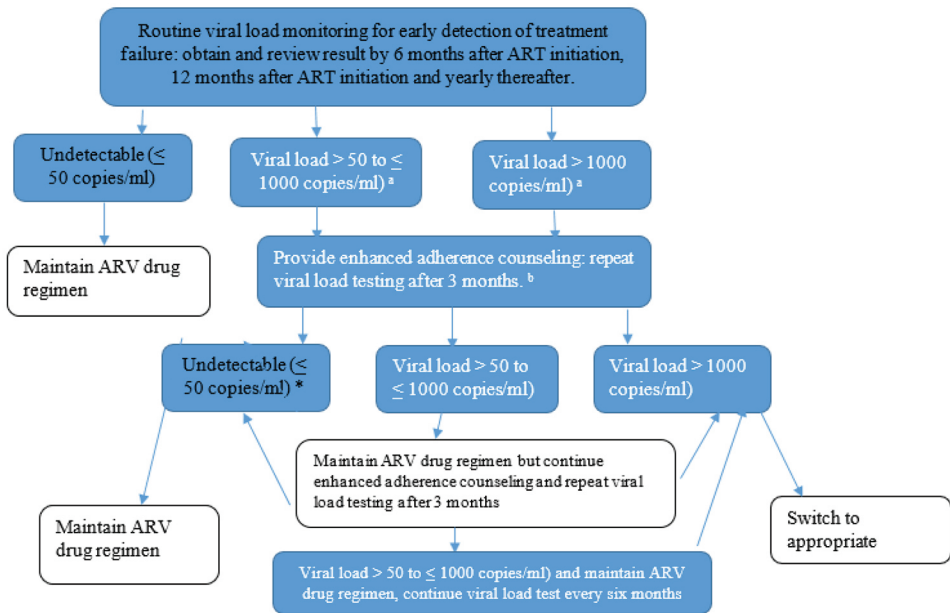 Routine viral load monitoring for early detection of treatment
failure: obtain and review result by 6 months after ART initiation,
12 months after ART initiation and yearly thereafter.
Undetectable (≤
50 copies/ml)
Viral load > 50 to ≤
1000 copies/ml) ᵃ
Viral load > 1000
copies/ml) ᵃ
Maintain ARV drug
regimen
Provide enhanced adherence counseling: repeat
viral load testing after 3 months. ᵇ
Undetectable (≤
50 copies/ml) *
Viral load > 50 to
≤ 1000 copies/ml)
Viral load > 1000
copies/ml)
Maintain ARV drug regimen but continue
enhanced adherence counseling and repeat viral
load testing after 3 months
Maintain ARV
drug regimen
Switch to
appropriate
Viral load > 50 to ≤ 1000 copies/ml) and maintain ARV
drug regimen, continue viral load test every six months